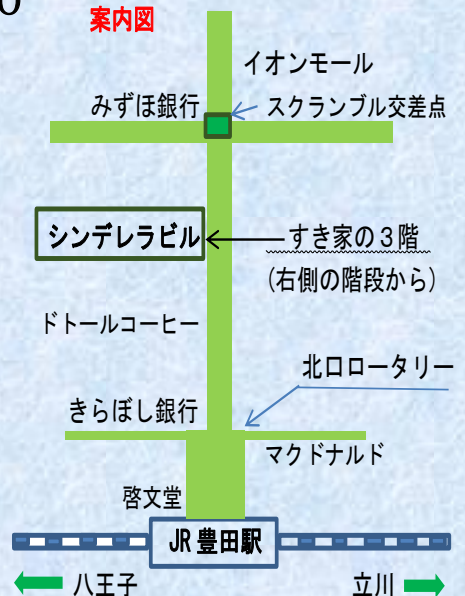 案内図
イオンモール
みずほ銀行
スクランブル交差点
シンデレラビル
すき家の3階
(右側の階段から)
ドトールコーヒー
北口ロータリー
きらぼし銀行
マクドナルド
啓文堂
JR 豊田駅
八王子
立川